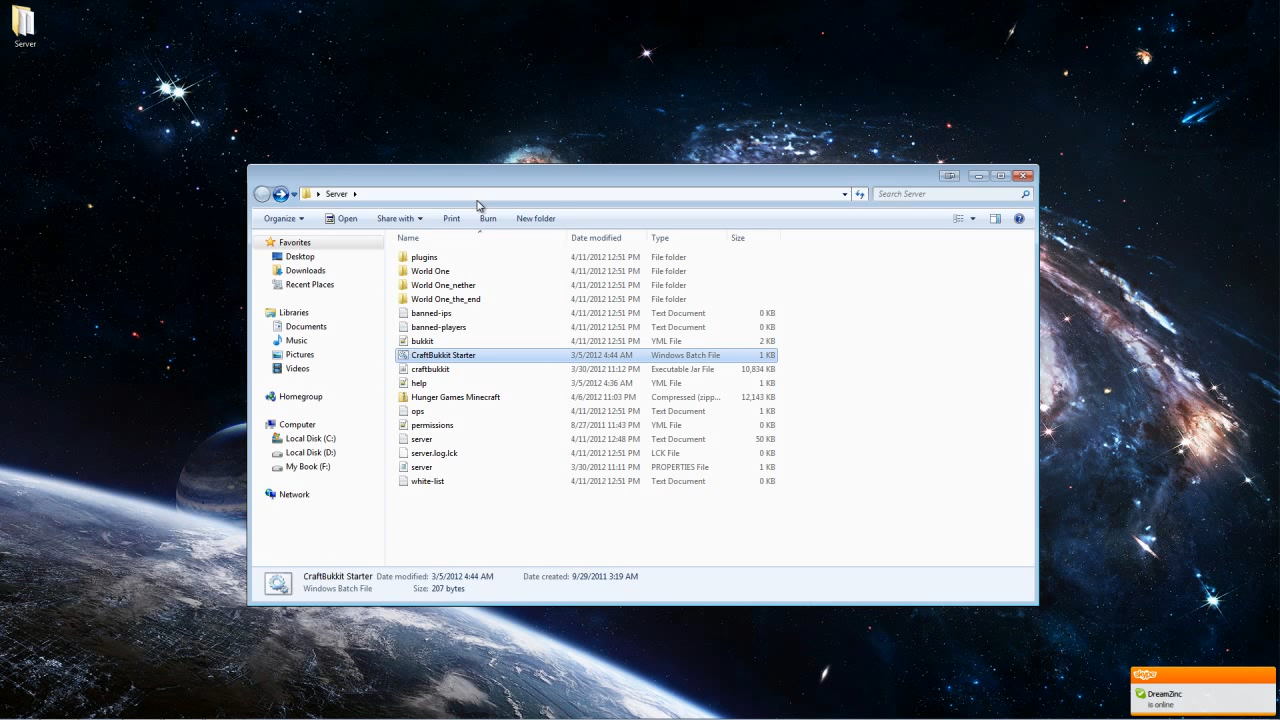 Server
Server
Search Server
Organize Open Share with Print Burn New folder
Name Date modified Type Size
Favorites
Desktop
Downloads
Recent Places
Libraries
Documents
Music
Pictures
Videos
Homegroup
Computer
Local Disk (C:)
Local Disk (D:)
My Book (F:)
Network
plugins 4/11/2012 12:51 PM File folder
World One 4/11/2012 12:51 PM File folder
World One_nether 4/11/2012 12:51 PM File folder
World One_the_end 4/11/2012 12:51 PM File folder
banned-ips 4/11/2012 12:51 PM Text Document 0 KB
banned-players 4/11/2012 12:51 PM Text Document 0 KB
bukkit 4/11/2012 12:51 PM YML File 2 KB
CraftBukkit Starter 3/5/2012 4:44 AM Windows Batch File 1 KB
craftbukkit 3/30/2012 11:12 PM Executable Jar File 10,834 KB
help 3/5/2012 4:36 AM YML File 1 KB
Hunger Games Minecraft 4/6/2012 11:03 PM Compressed (zipp... 12,143 KB
ops 4/11/2012 12:51 PM Text Document 0 KB
permissions 8/27/2011 11:43 PM YML File 0 KB
server 4/11/2012 12:48 PM Text Document 50 KB
server.log.lck 4/11/2012 12:51 PM LCK File 0 KB
server 3/30/2012 11:11 PM PROPERTIES File 1 KB
white-list 4/11/2012 12:51 PM Text Document 0 KB
CraftBukkit Starter Date modified: 3/5/2012 4:44 AM Date created: 9/29/2011 3:19 AM
Windows Batch File Size: 207 bytes
skype
DreamZinc
is online